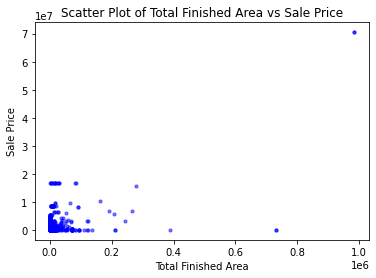 Scatter Plot of Total Finished Area vs Sale Price
1e7
7
6
5
4
3
2
1
0
Sale Price
0.0 0.2 0.4 0.6 0.8 1.0
1e6
Total Finished Area